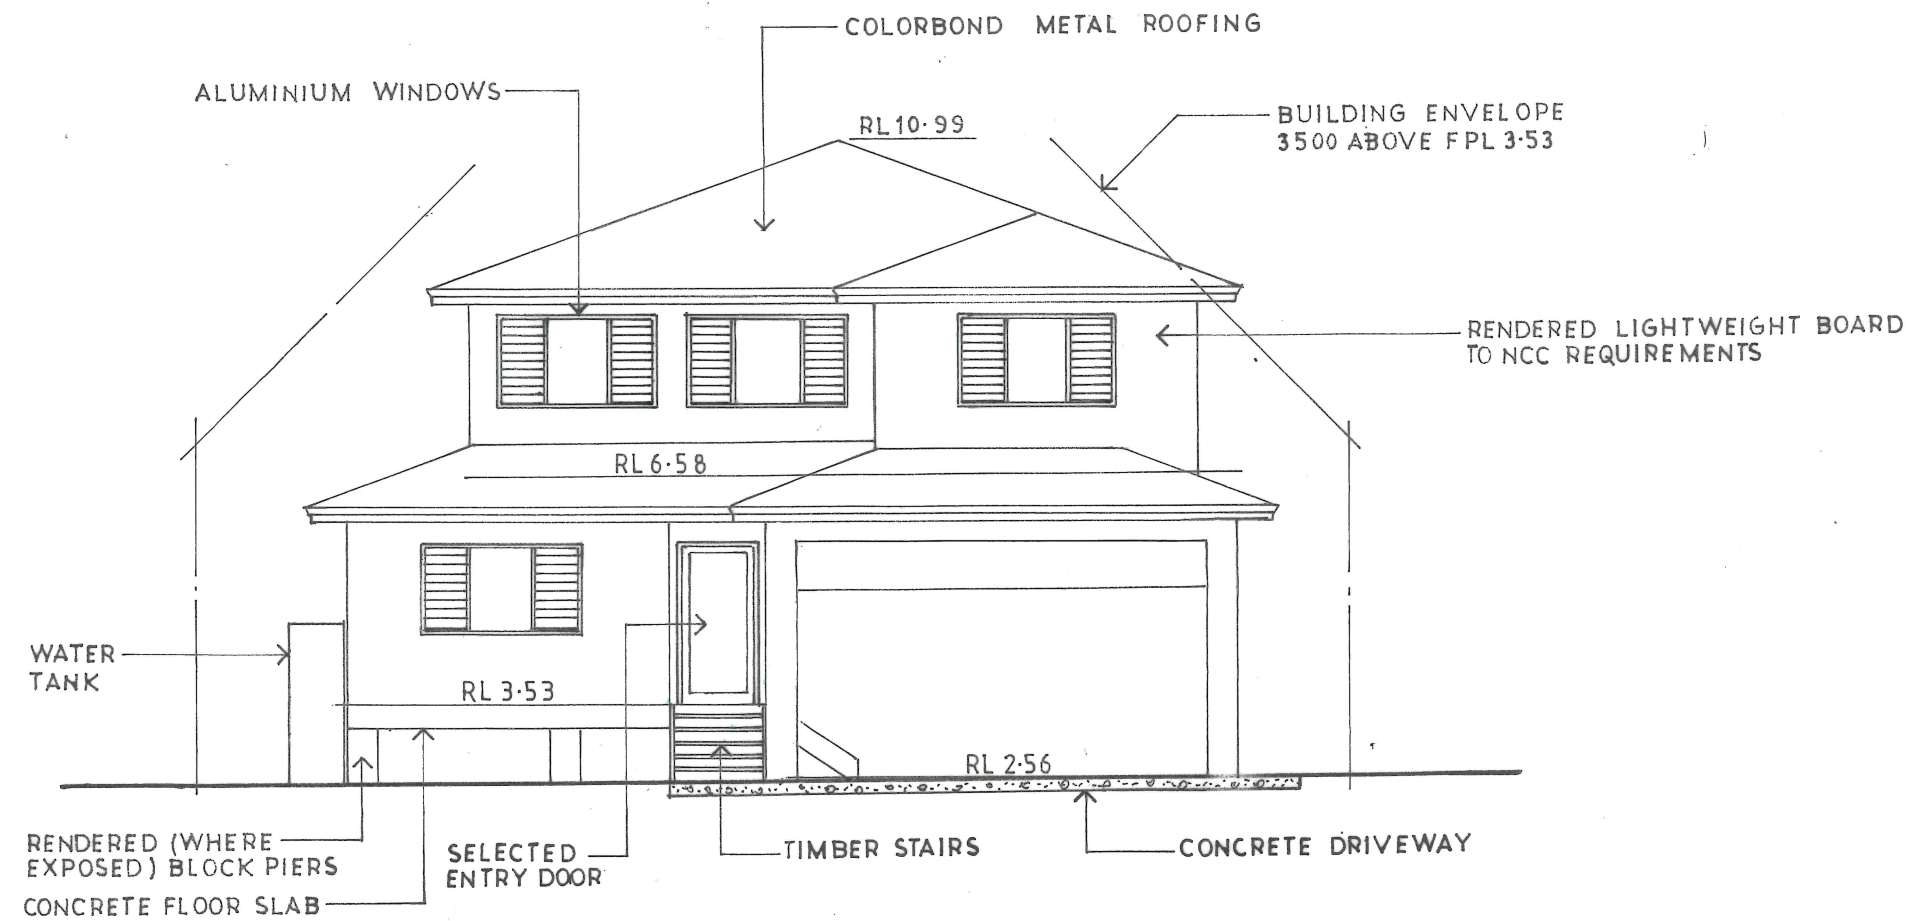 COLORBOND METAL ROOFING
ALUMINIUM WINDOWS
RL 10·99
BUILDING ENVELOPE
3500 ABOVE FPL 3·53
RENDERED LIGHTWEIGHT BOARD
TO NCC REQUIREMENTS
RL 6·58
WATER
TANK
RL 3·53
RL 2·56
RENDERED (WHERE
EXPOSED) BLOCK PIERS
CONCRETE FLOOR SLAB
SELECTED
ENTRY DOOR
TIMBER STAIRS
CONCRETE DRIVEWAY